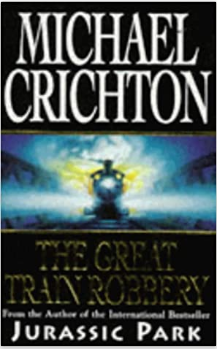 MICHAEL
CRICHTON
THE GREAT
TRAIN ROBBERY
From the Author of the International Bestseller
JURASSIC PARK